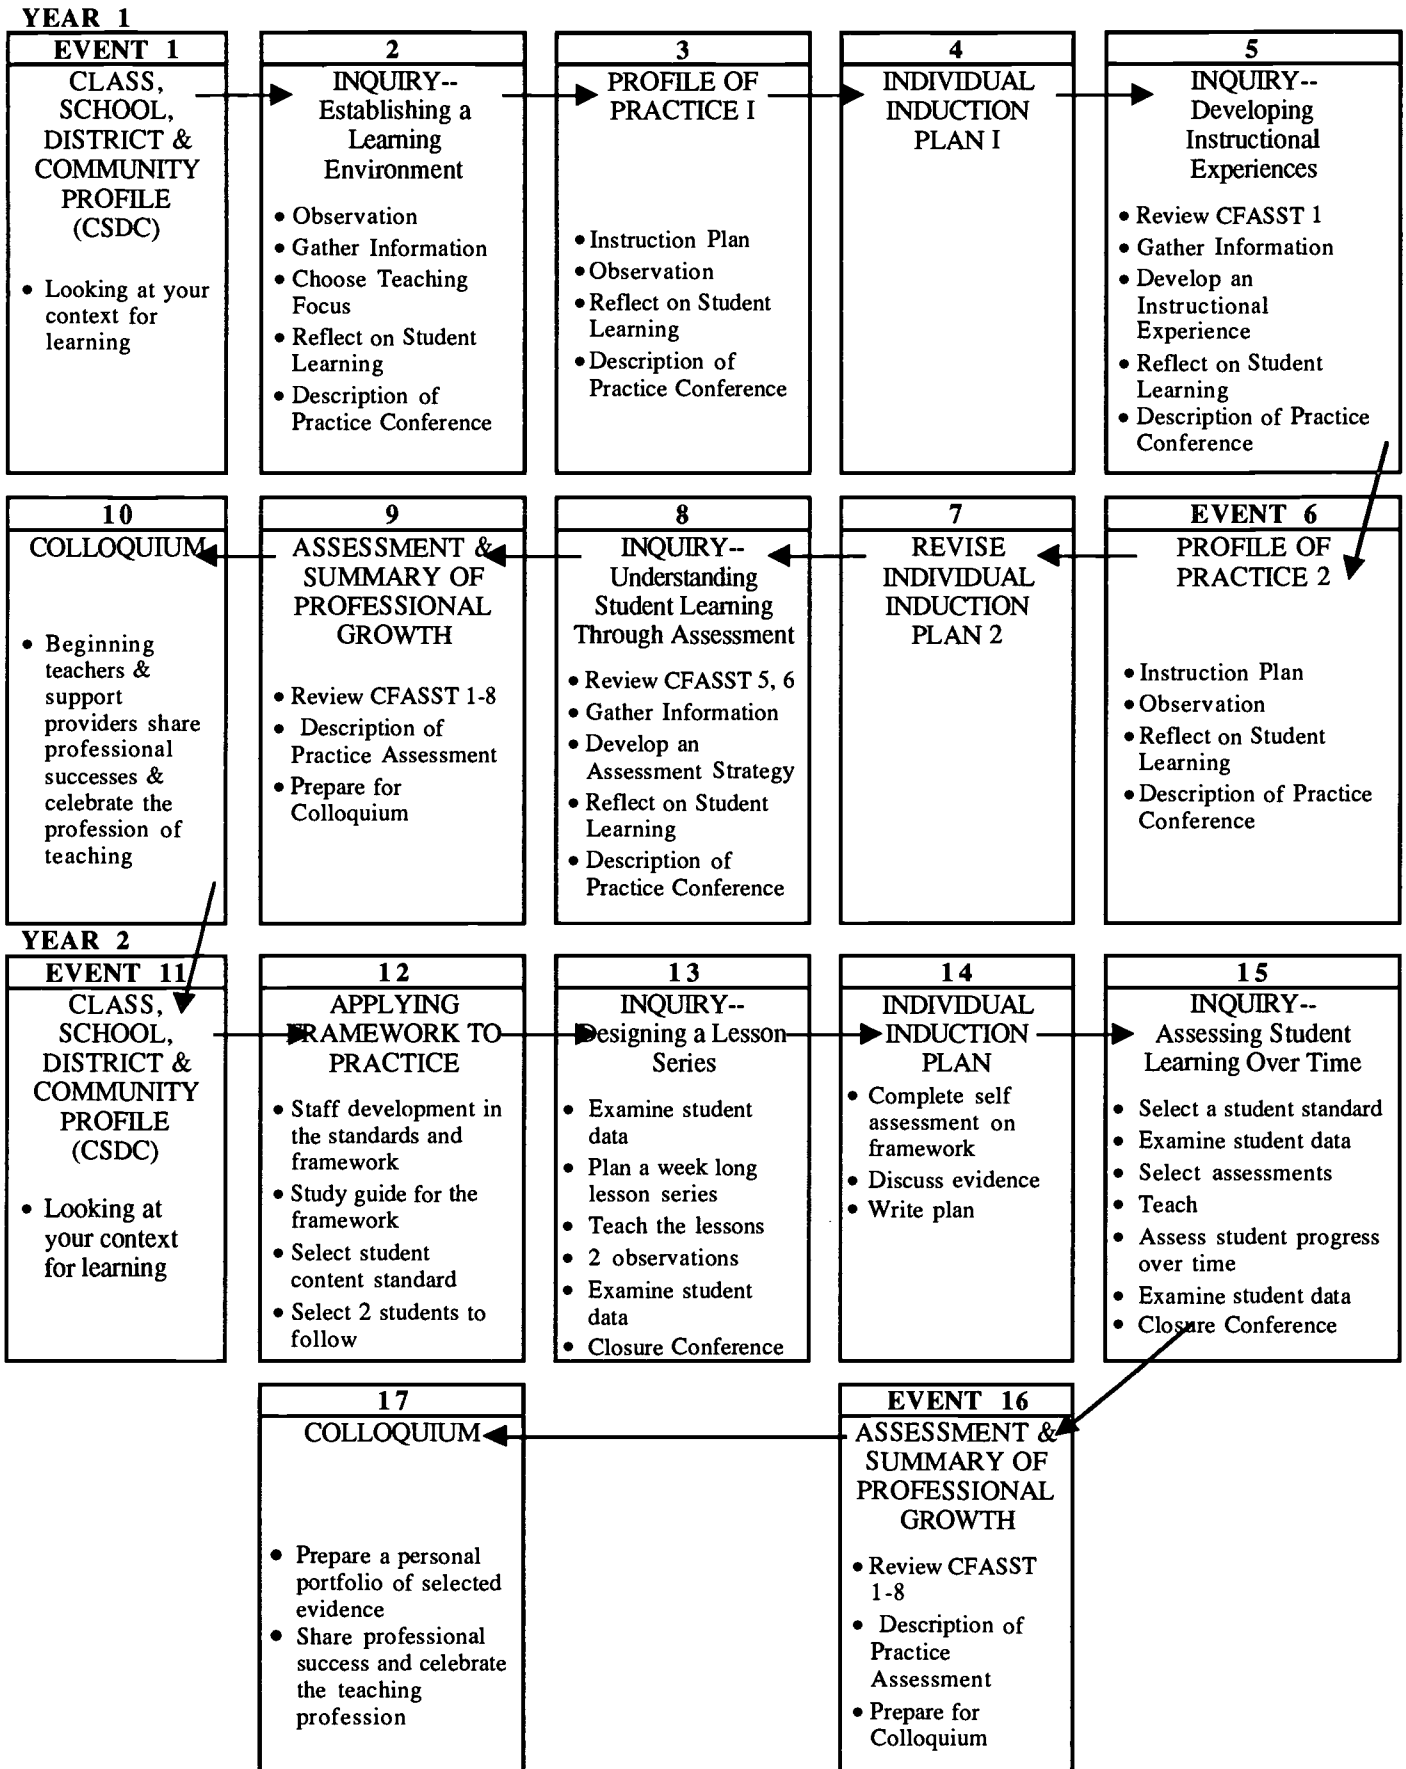 YEAR 1
EVENT 1
CLASS,
SCHOOL,
DISTRICT &
COMMUNITY
PROFILE
(CSDC)
• Looking at your
context for
learning
2
INQUIRY--
Establishing a
Learning
Environment
• Observation
• Gather Information
• Choose Teaching
Focus
• Reflect on Student
Learning
• Description of
Practice Conference
3
PROFILE OF
PRACTICE I
• Instruction Plan
• Observation
• Reflect on Student
Learning
• Description of
Practice Conference
4
INDIVIDUAL
INDUCTION
PLAN I
5
INQUIRY--
Developing
Instructional
Experiences
• Review CFASST 1
• Gather Information
• Develop an
Instructional
Experience
• Reflect on Student
Learning
• Description of Practice
Conference
EVENT 6
PROFILE OF
PRACTICE 2
• Instruction Plan
• Observation
• Reflect on Student
Learning
• Description of Practice
Conference
7
REVISE
INDIVIDUAL
INDUCTION
PLAN 2
8
INQUIRY--
Understanding
Student Learning
Through Assessment
• Review CFASST 5, 6
• Gather Information
• Develop an
Assessment Strategy
• Reflect on Student
Learning
• Description of
Practice Conference
9
ASSESSMENT &
SUMMARY OF
PROFESSIONAL
GROWTH
• Review CFASST 1-8
• Description of
Practice Assessment
• Prepare for
Colloquium
10
COLLOQUIUM
• Beginning
teachers &
support
providers share
professional
successes &
celebrate the
profession of
teaching
YEAR 2
EVENT 11
CLASS,
SCHOOL,
DISTRICT &
COMMUNITY
PROFILE
(CSDC)
• Looking at
your context
for learning
12
APPLYING
FRAMEWORK TO
PRACTICE
• Staff development in
the standards and
framework
• Study guide for the
framework
• Select student
content standard
• Select 2 students to
follow
13
INQUIRY--
Designing a Lesson
Series
• Examine student
data
• Plan a week long
lesson series
• Teach the lessons
• 2 observations
• Examine student
data
• Closure Conference
14
INDIVIDUAL
INDUCTION
PLAN
• Complete self
assessment on
framework
• Discuss evidence
• Write plan
15
INQUIRY--
Assessing Student
Learning Over Time
• Select a student standard
• Examine student data
• Select assessments
• Teach
• Assess student progress
over time
• Examine student data
• Closure Conference
EVENT 16
ASSESSMENT &
SUMMARY OF
PROFESSIONAL
GROWTH
• Review CFASST
1-8
• Description of
Practice
Assessment
• Prepare for
Colloquium
17
COLLOQUIUM
• Prepare a personal
portfolio of selected
evidence
• Share professional
success and celebrate
the teaching
profession